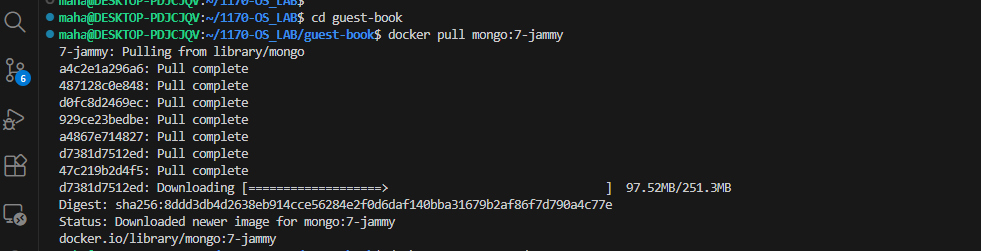 maha@DESKTOP-PDJCJQV:~/1170-OS_LAB$
maha@DESKTOP-PDJCJQV:~/1170-OS_LAB$ cd guest-book
maha@DESKTOP-PDJCJQV:~/1170-OS_LAB/guest-book$ docker pull mongo:7-jammy
7-jammy: Pulling from library/mongo
a4c2e1a296a6: Pull complete
487128c0e848: Pull complete
d0fc8d2469ec: Pull complete
929ce23bedbe: Pull complete
a4867e714827: Pull complete
d7381d7512ed: Pull complete
47c219b2d4f5: Pull complete
d7381d7512ed: Downloading [===================> ] 97.52MB/251.3MB
Digest: sha256:8ddd3db4d2638eb914cce56284e2f0d6daf140bba31679b2af86f7d790a4c77e
Status: Downloaded newer image for mongo:7-jammy
docker.io/library/mongo:7-jammy
6